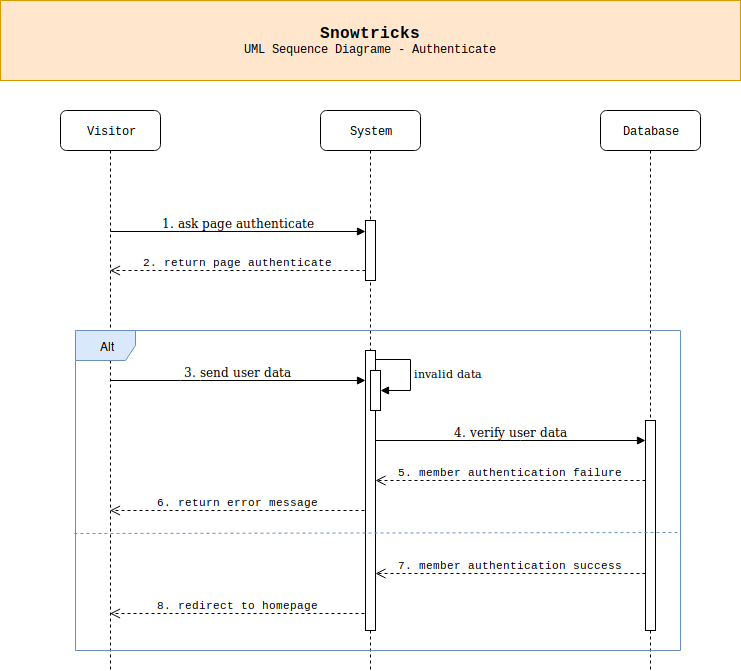 Snowtricks
UML Sequence Diagrame - Authenticate
Visitor
System
Database
1. ask page authenticate
2. return page authenticate
Alt
3. send user data
invalid data
4. verify user data
5. member authentication failure
6. return error message
7. member authentication success
8. redirect to homepage